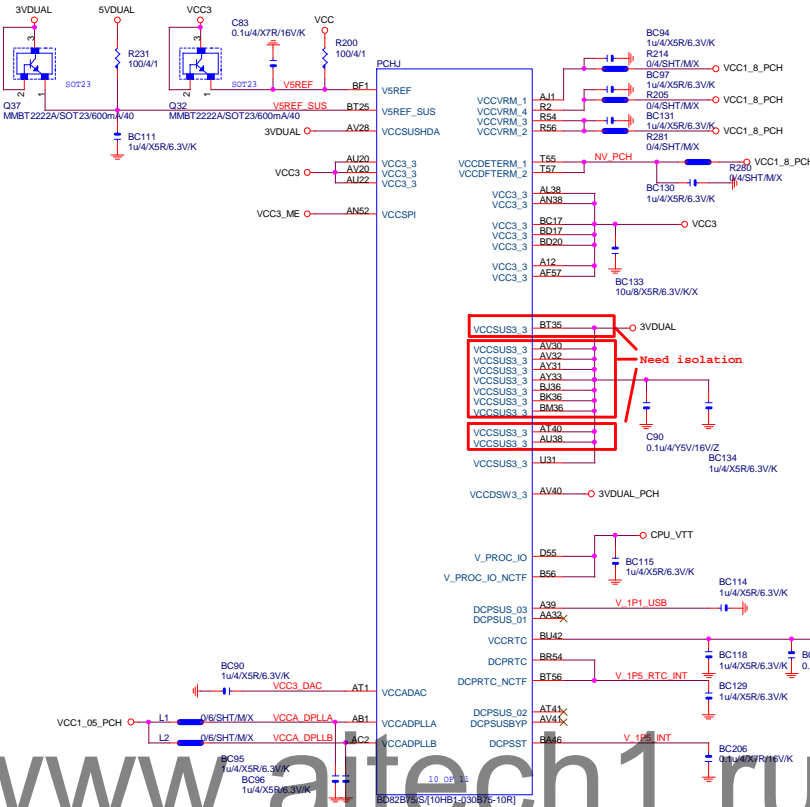 3VDUAL
5VDUAL
VCC3
C83
0.1u/4/X7R/16V/K
VCC
R231
100/4/1
R200
100/4/1
3
2
1
SOT23
3
2
1
SOT23
Q37
MMBT2222A/SOT23/600mA/40
Q32
MMBT2222A/SOT23/600mA/40
V5REF
V5REF_SUS
BC111
1u/4/X5R/6.3V/K
3VDUAL
VCC3
VCC3_ME
PCHJ
BF1 V5REF
BT25 V5REF_SUS
AV28 VCCSUSHDA
AU20 VCC3_3
AV20 VCC3_3
AU22 VCC3_3
AN52 VCCSPI
VCCVRM_1 AJ1
VCCVRM_4 R2
VCCVRM_3 R54
VCCVRM_2 R56
BC94
1u/4/X5R/6.3V/K
R214
0/4/SHT/M/X
VCC1_8_PCH
BC97
1u/4/X5R/6.3V/K
R205
0/4/SHT/M/X
VCC1_8_PCH
BC131
1u/4/X5R/6.3V/K
R281
0/4/SHT/M/X
VCC1_8_PCH
VCCDFTERM_1 T55
VCCDFTERM_2 T57
NV_PCH
VCC1_8_PCH
R280
0/4/SHT/M/X
BC130
1u/4/X5R/6.3V/K
VCC3_3 AL38
VCC3_3 AN38
VCC3_3 BC17
VCC3_3 BD17
VCC3_3 BD20
VCC3_3 A12
VCC3_3 AF57
VCC3
BC133
10u/8/X5R/6.3V/K/X
VCCSUS3_3 BT35
3VDUAL
VCCSUS3_3 AV30
VCCSUS3_3 AV32
VCCSUS3_3 AY31
VCCSUS3_3 AY33
VCCSUS3_3 BJ36
VCCSUS3_3 BK36
VCCSUS3_3 BM36
Need isolation
VCCSUS3_3 AT40
VCCSUS3_3 AU38
VCCSUS3_3 U31
C90
0.1u/4/Y5V/16V/Z
BC134
1u/4/X5R/6.3V/K
VCCDSW3_3 AV40
3VDUAL_PCH
V_PROC_IO D55
V_PROC_IO_NCTF B56
CPU_VTT
BC115
1u/4/X5R/6.3V/K
DCPSUS_03 A39
DCPSUS_01 AA32
V_1P1_USB
BC114
1u/4/X5R/6.3V/K
VCCRTC BU42
DCPRTC BR54
DCPRTC_NCTF BT56
V_1P5_RTC_INT
BC118
1u/4/X5R/6.3V/K
BC129
1u/4/X5R/6.3V/K
DCPSUS_02 AT41
DCPSUSBYP AV41
DCPSST BA46
V_1P5_INT
BC206
0.1u/4/X7R/16V/K
BC90
1u/4/X5R/6.3V/K
VCC3_DAC
AT1 VCCADAC
VCC1_05_PCH
L1 0/6/SHT/M/X
VCCA_DPLLA
AB1 VCCADPLLA
L2 0/6/SHT/M/X
VCCA_DPLLB
AC2 VCCADPLLB
BC95
1u/4/X5R/6.3V/K
BC96
1u/4/X5R/6.3V/K
10 OF 11
BD82B75/S/[10HB1-030B75-10R]
www.aitech1.ru